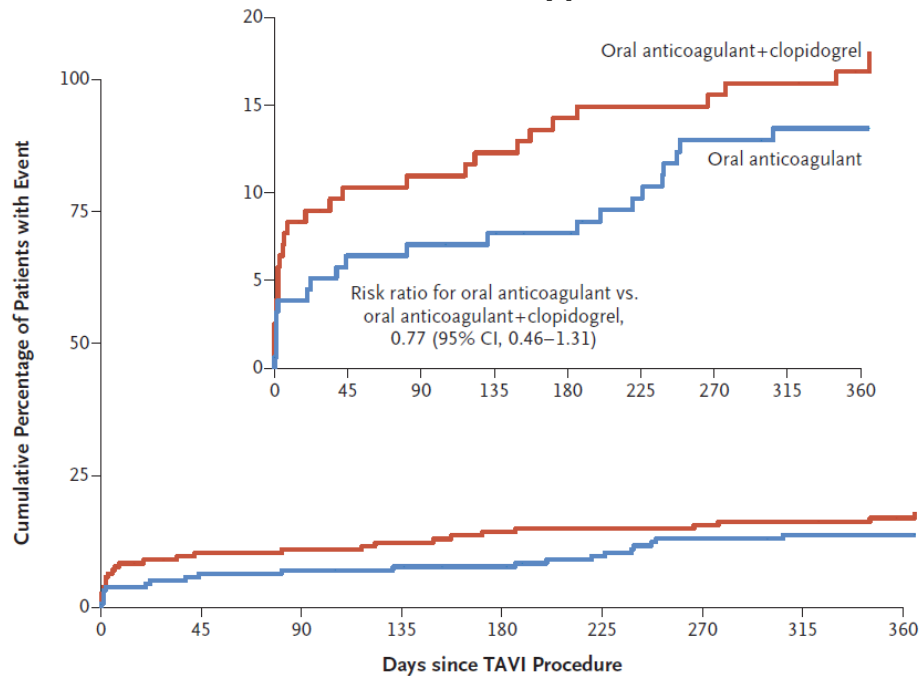 20
Oral anticoagulant+clopidogrel
100
15
Oral anticoagulant
10
75
5
Risk ratio for oral anticoagulant vs.
oral anticoagulant+clopidogrel,
0.77 (95% CI, 0.46–1.31)
0
0 45 90 135 180 225 270 315 360
50
25
0
0 45 90 135 180 225 270 315 360
Cumulative Percentage of Patients with Event
Days since TAVI Procedure